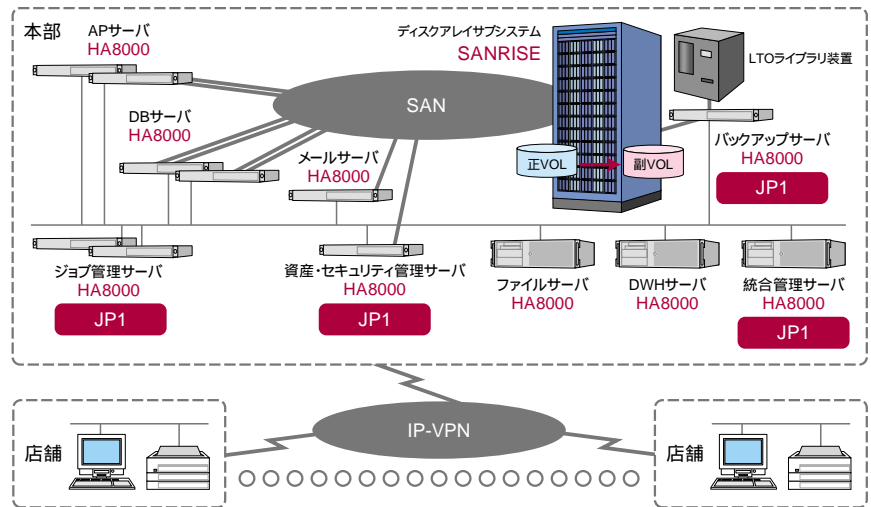 本部
APサーバ
HA8000
ディスクアレイサブシステム
SANRISE
LTOライブラリ装置
SAN
DBサーバ
HA8000
メールサーバ
HA8000
正VOL
副VOL
バックアップサーバ
HA8000
JP1
ジョブ管理サーバ
HA8000
JP1
資産・セキュリティ管理サーバ
HA8000
JP1
ファイルサーバ
HA8000
DWHサーバ
HA8000
統合管理サーバ
HA8000
JP1
店舗
IP-VPN
店舗